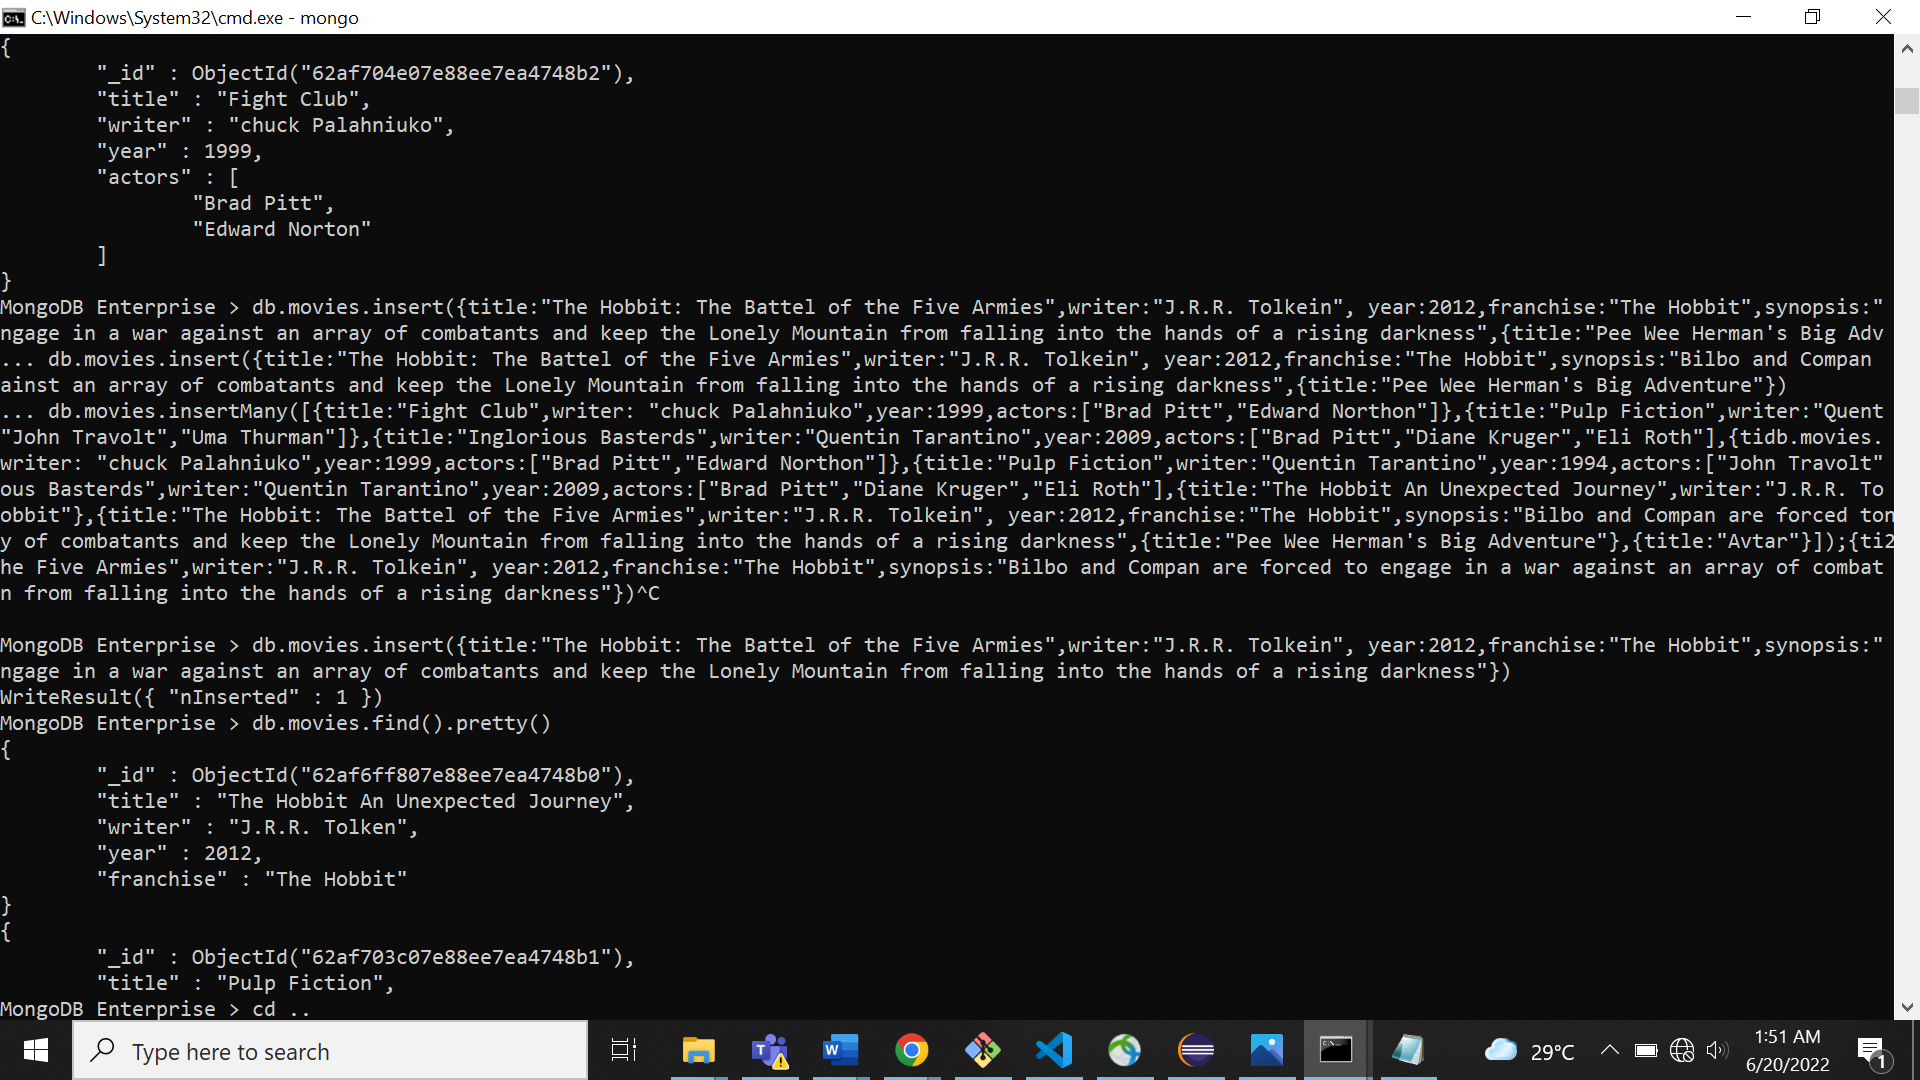 C:\Windows\System32\cmd.exe - mongo
{
"_id" : ObjectId("62af704e07e88ee7ea4748b2"),
"title" : "Fight Club",
"writer" : "chuck Palahniuko",
"year" : 1999,
"actors" : [
"Brad Pitt",
"Edward Norton"
]
}
MongoDB Enterprise > db.movies.insert({title:"The Hobbit: The Battel of the Five Armies",writer:"J.R.R. Tolkein", year:2012,franchise:"The Hobbit",synopsis:"
ngage in a war against an array of combatants and keep the Lonely Mountain from falling into the hands of a rising darkness",{title:"Pee Wee Herman's Big Adv
... db.movies.insert({title:"The Hobbit: The Battel of the Five Armies",writer:"J.R.R. Tolkein", year:2012,franchise:"The Hobbit",synopsis:"Bilbo and Compan
ainst an array of combatants and keep the Lonely Mountain from falling into the hands of a rising darkness",{title:"Pee Wee Herman's Big Adventure"})
... db.movies.insertMany([{title:"Fight Club",writer: "chuck Palahniuko",year:1999,actors:["Brad Pitt","Edward Northon"]},{title:"Pulp Fiction",writer:"Quent
"John Travolt","Uma Thurman"]},{title:"Inglorious Basterds",writer:"Quentin Tarantino",year:2009,actors:["Brad Pitt","Diane Kruger","Eli Roth"],{tidb.movies.
writer: "chuck Palahniuko",year:1999,actors:["Brad Pitt","Edward Northon"]},{title:"Pulp Fiction",writer:"Quentin Tarantino",year:1994,actors:["John Travolt"
ous Basterds",writer:"Quentin Tarantino",year:2009,actors:["Brad Pitt","Diane Kruger","Eli Roth"],{title:"The Hobbit An Unexpected Journey",writer:"J.R.R. To
obbit"},{title:"The Hobbit: The Battel of the Five Armies",writer:"J.R.R. Tolkein", year:2012,franchise:"The Hobbit",synopsis:"Bilbo and Compan are forced ton
y of combatants and keep the Lonely Mountain from falling into the hands of a rising darkness",{title:"Pee Wee Herman's Big Adventure"},{title:"Avtar"}]);{ti2
he Five Armies",writer:"J.R.R. Tolkein", year:2012,franchise:"The Hobbit",synopsis:"Bilbo and Compan are forced to engage in a war against an array of combat
n from falling into the hands of a rising darkness"})^C
MongoDB Enterprise > db.movies.insert({title:"The Hobbit: The Battel of the Five Armies",writer:"J.R.R. Tolkein", year:2012,franchise:"The Hobbit",synopsis:"
ngage in a war against an array of combatants and keep the Lonely Mountain from falling into the hands of a rising darkness"})
WriteResult({ "nInserted" : 1 })
MongoDB Enterprise > db.movies.find().pretty()
{
"_id" : ObjectId("62af6ff807e88ee7ea4748b0"),
"title" : "The Hobbit An Unexpected Journey",
"writer" : "J.R.R. Tolken",
"year" : 2012,
"franchise" : "The Hobbit"
}
{
"_id" : ObjectId("62af703c07e88ee7ea4748b1"),
"title" : "Pulp Fiction",
MongoDB Enterprise > cd ..
Type here to search
29°C
1:51 AM
6/20/2022
1